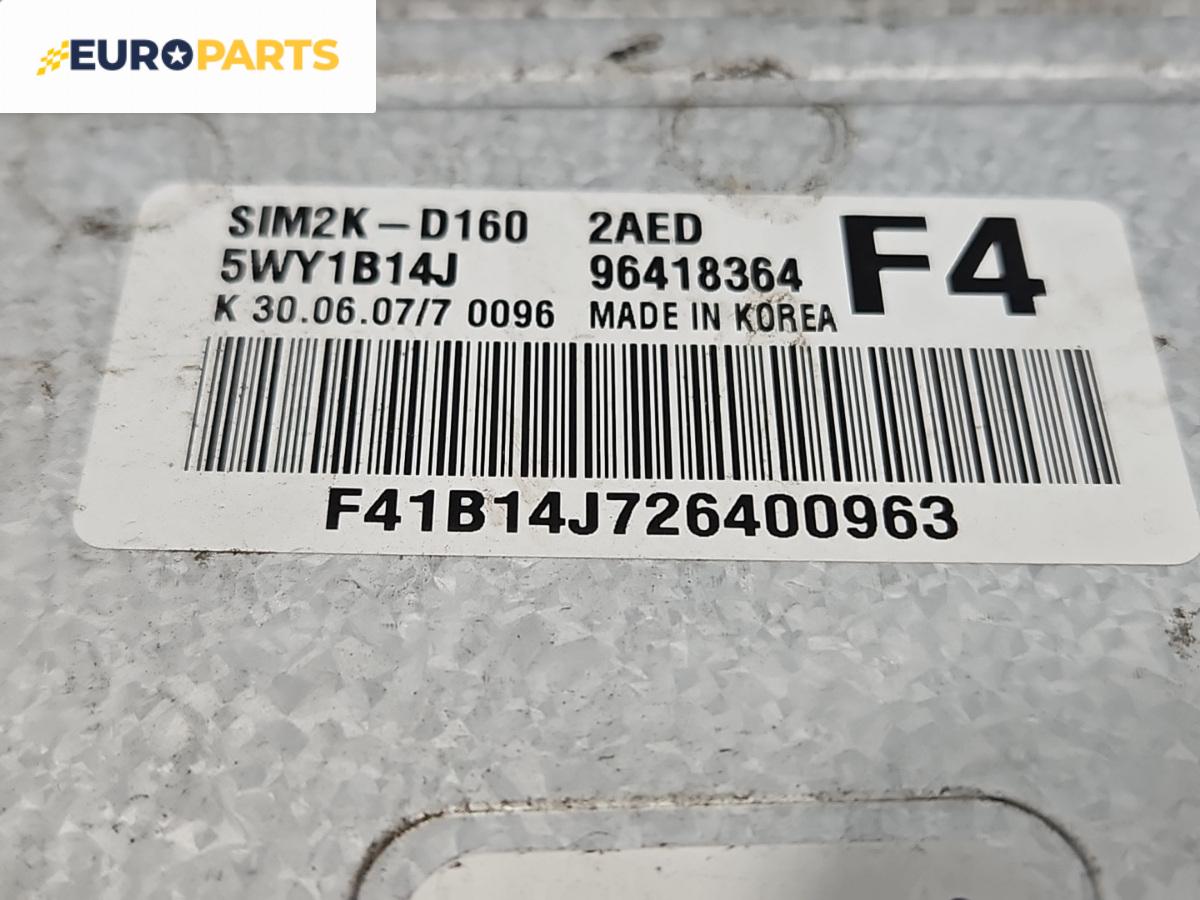 EUROPARTS
SIM2K-D160 2AED F4
5WY1B14J 96418364
K 30.06.07/7 0096 MADE IN KOREA
F41B14J726400963